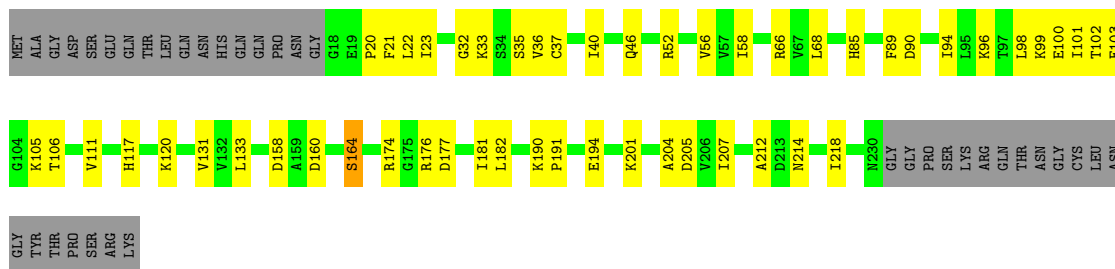 MET ALA GLY ASP SER GLU GLN THR LEU GLN ASN HIS GLN GLN PRO ASN GLY G18 E19 P20 F21 L22 I23 G32 K33 S34 S35 V36 C37 I40 Q46 R52 V56 V57 I58 R66 V67 L68 H85 F89 D90 I94 L95 K96 T97 L98 K99 E100 I101 T102 E103
G104 K105 T106 V111 H117 K120 V131 V132 L133 D158 A159 D160 S164 R174 G175 R176 D177 I181 L182 K190 P191 E194 K201 A204 D205 V206 I207 A212 D213 N214 I218 N230 GLY GLY PRO SER LYS ARG GLN THR ASN GLY CYS LEU ASN
GLY TYR THR PRO SER ARG LYS